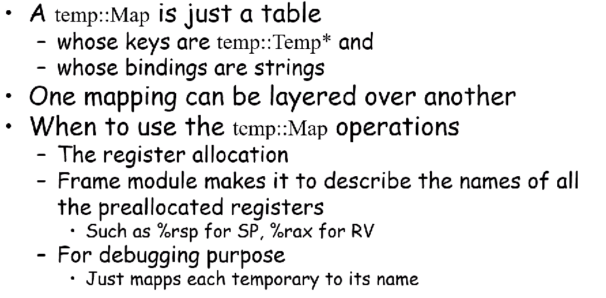 • A temp::Map is just a table
– whose keys are temp::Temp* and
– whose bindings are strings
• One mapping can be layered over another
• When to use the temp::Map operations
– The register allocation
– Frame module makes it to describe the names of all
the preallocated registers
• Such as %rsp for SP, %rax for RV
– For debugging purpose
• Just mapps each temporary to its name